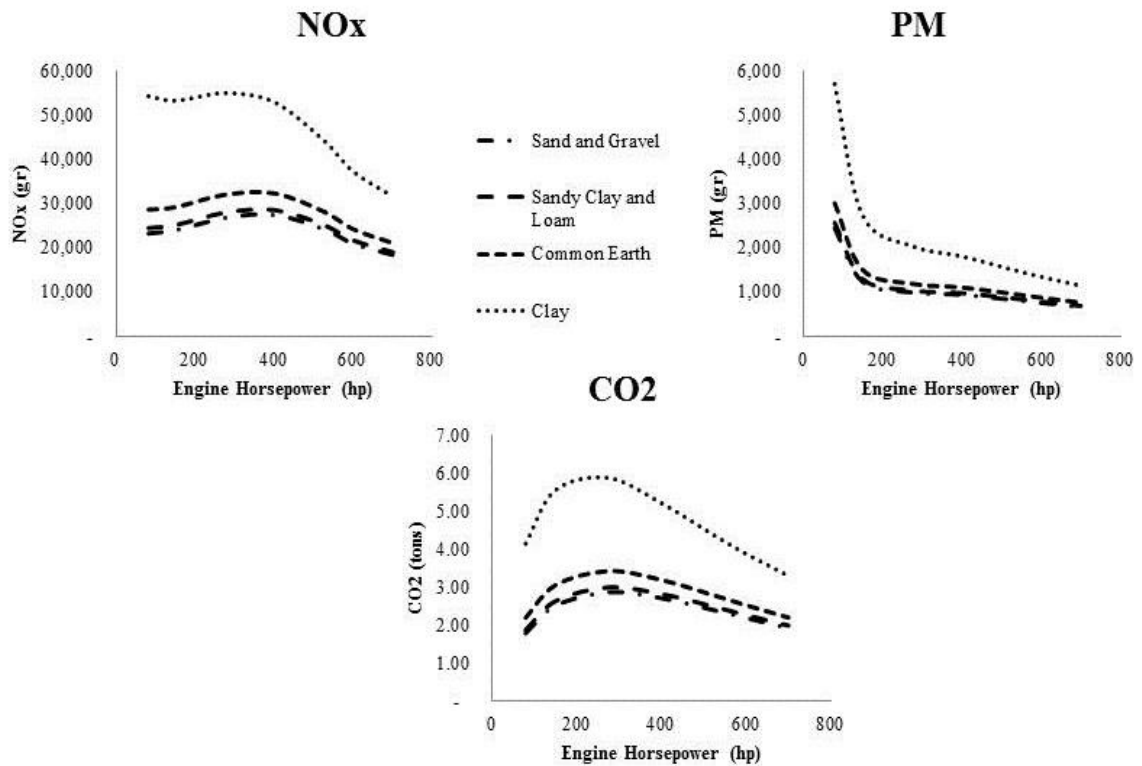 NOx
60,000
50,000
40,000
30,000
20,000
10,000
-
NOx (gr)
0
200
400
600
800
Engine Horsepower (hp)
Sand and Gravel
Sandy Clay and
Loam
Common Earth
Clay
PM
6,000
5,000
4,000
3,000
2,000
1,000
-
PM (gr)
0
200
400
600
800
Engine Horsepower (hp)
CO2
7.00
6.00
5.00
4.00
3.00
2.00
1.00
-
CO2 (tons)
0
200
400
600
800
Engine Horsepower (hp)